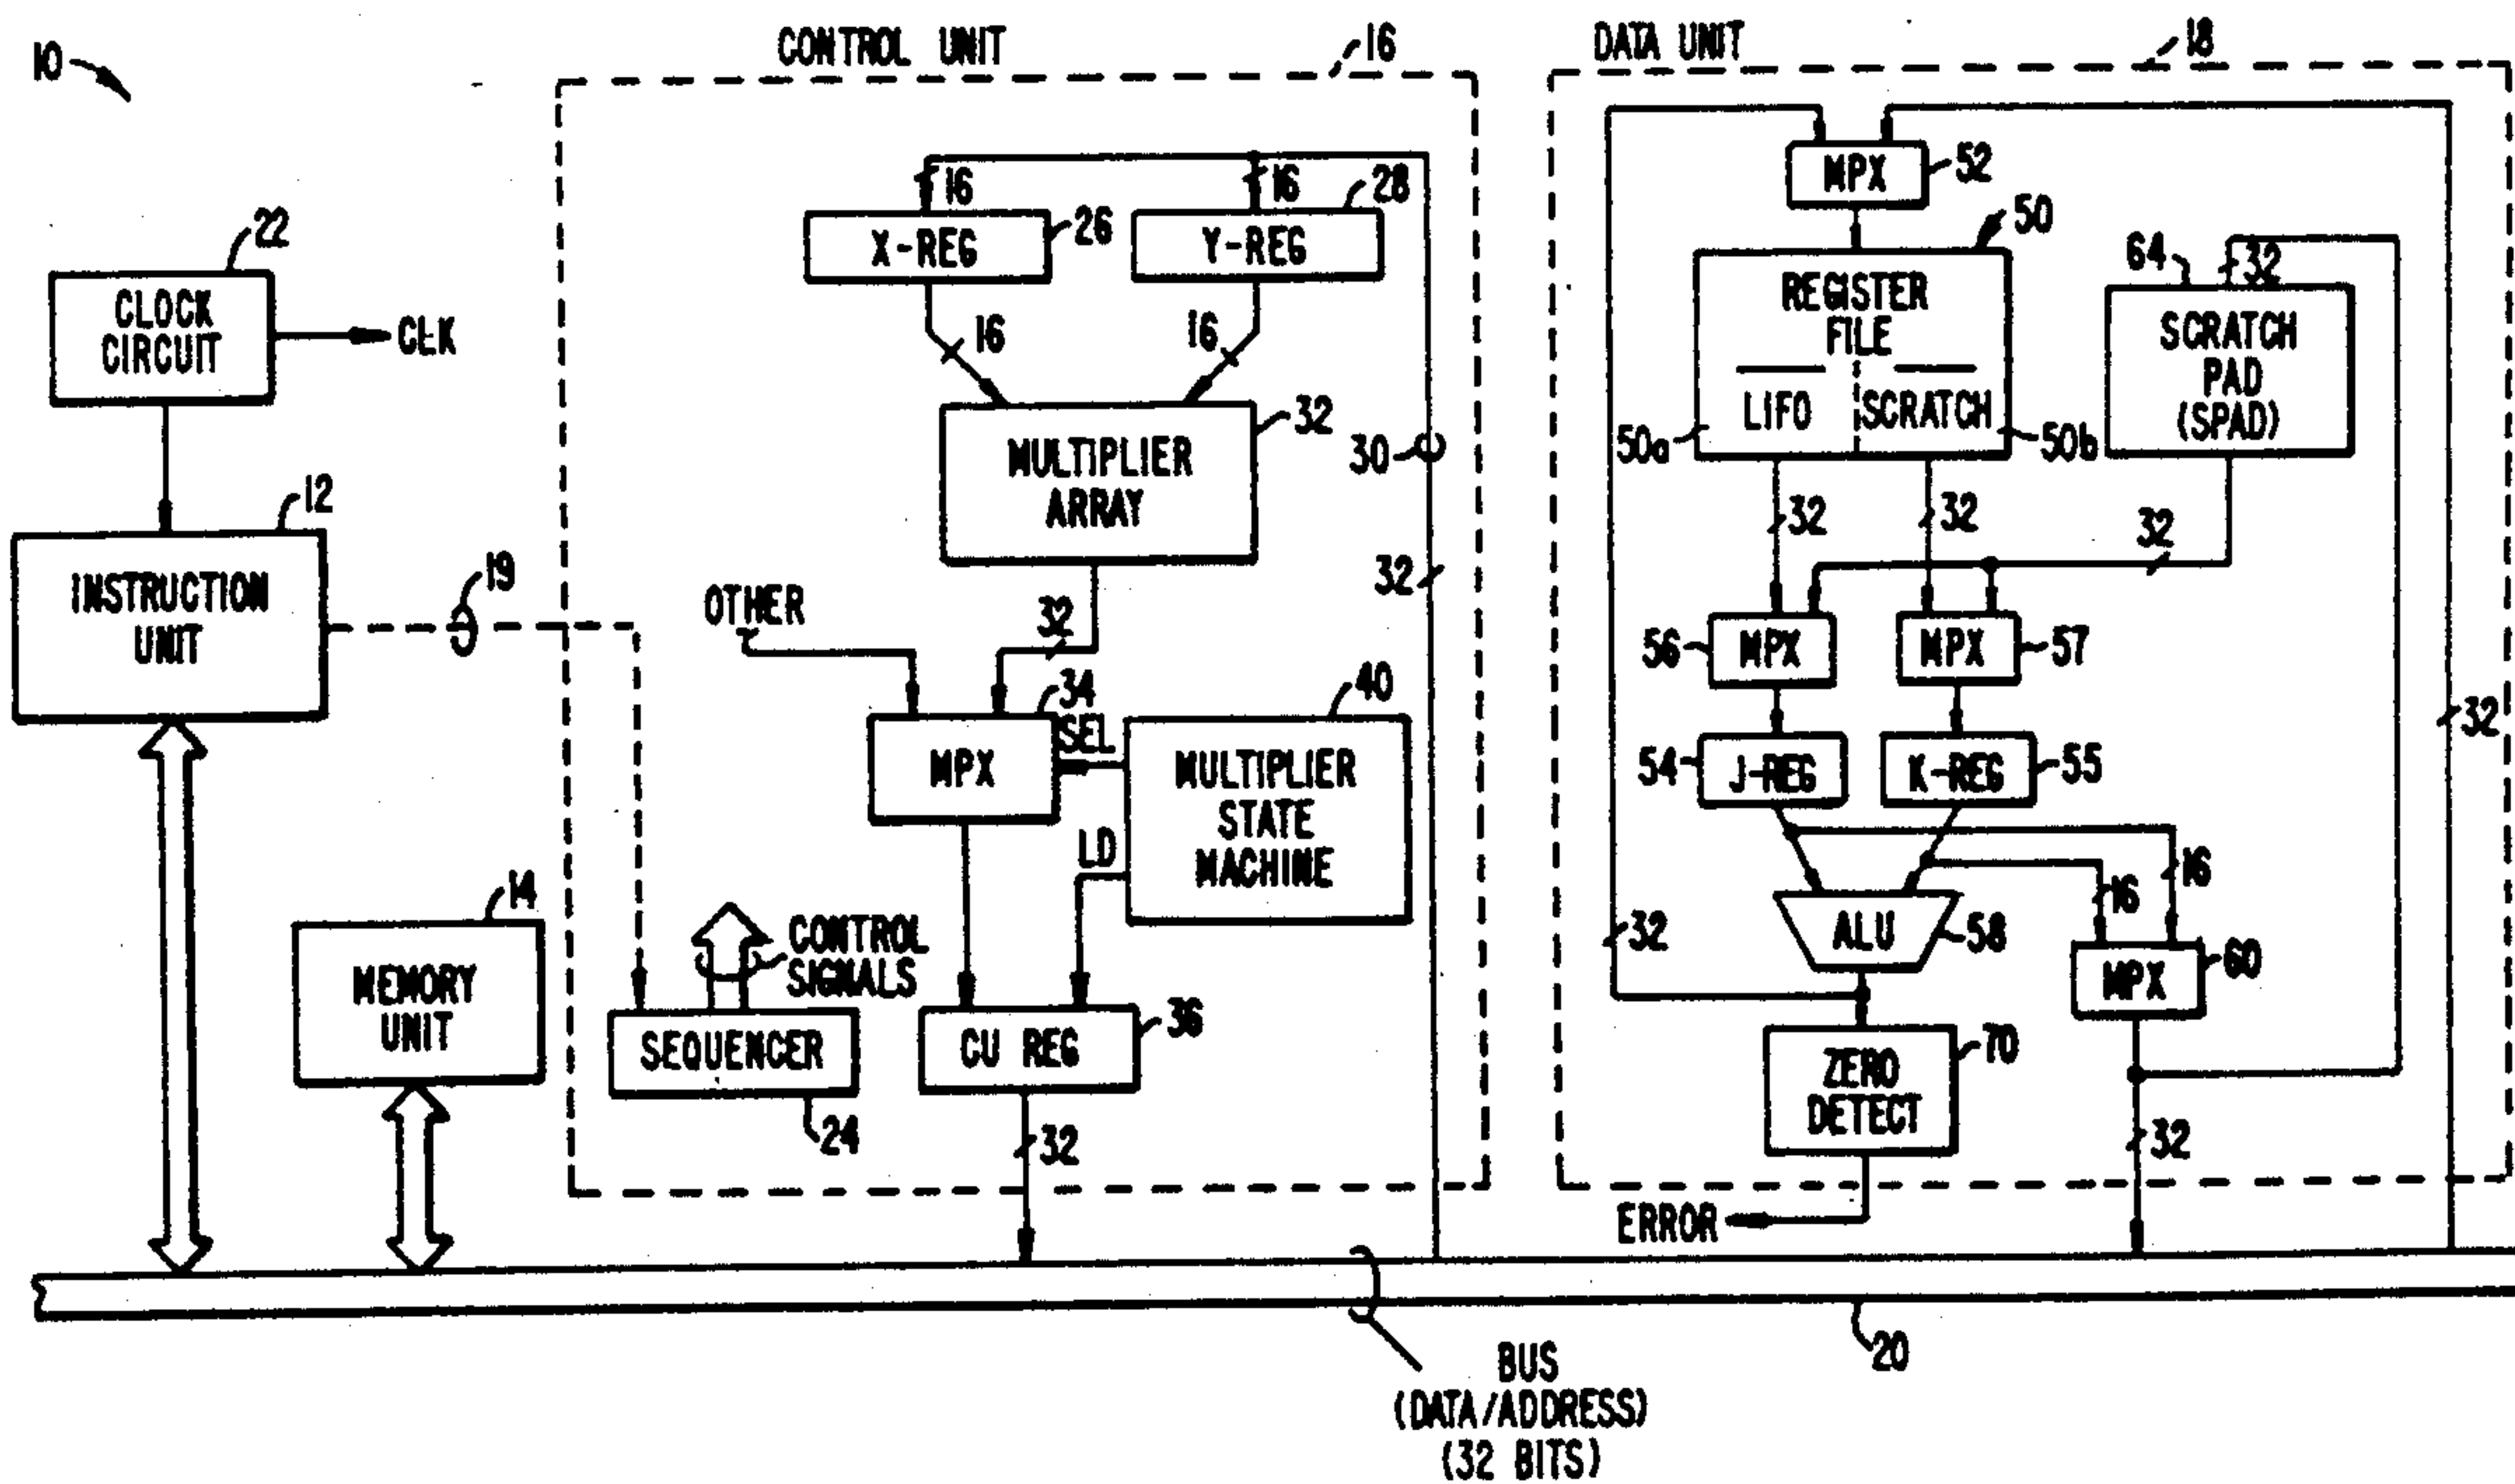 10
CONTROL UNIT
16
DATA UNIT
18
22
CLOCK
CIRCUIT
CLK
12
INSTRUCTION
UNIT
19
14
MEMORY
UNIT
16
16
X-REG
26
Y-REG
28
16
16
MULTIPLIER
ARRAY
32
30
32
OTHER
32
34
MPX
SEL
40
MULTIPLIER
STATE
MACHINE
LD
CONTROL
SIGNALS
SEQUENCER
24
CU REG
36
32
MPX
52
50
REGISTER
FILE
LIFO
SCRATCH
50a
50b
64
32
SCRATCH
PAD
(SPAD)
32
32
32
56
MPX
MPX
57
54
J-REG
K-REG
55
32
16
16
32
ALU
58
MPX
60
ZERO
DETECT
70
32
ERROR
20
BUS
(DATA/ADDRESS)
(32 BITS)